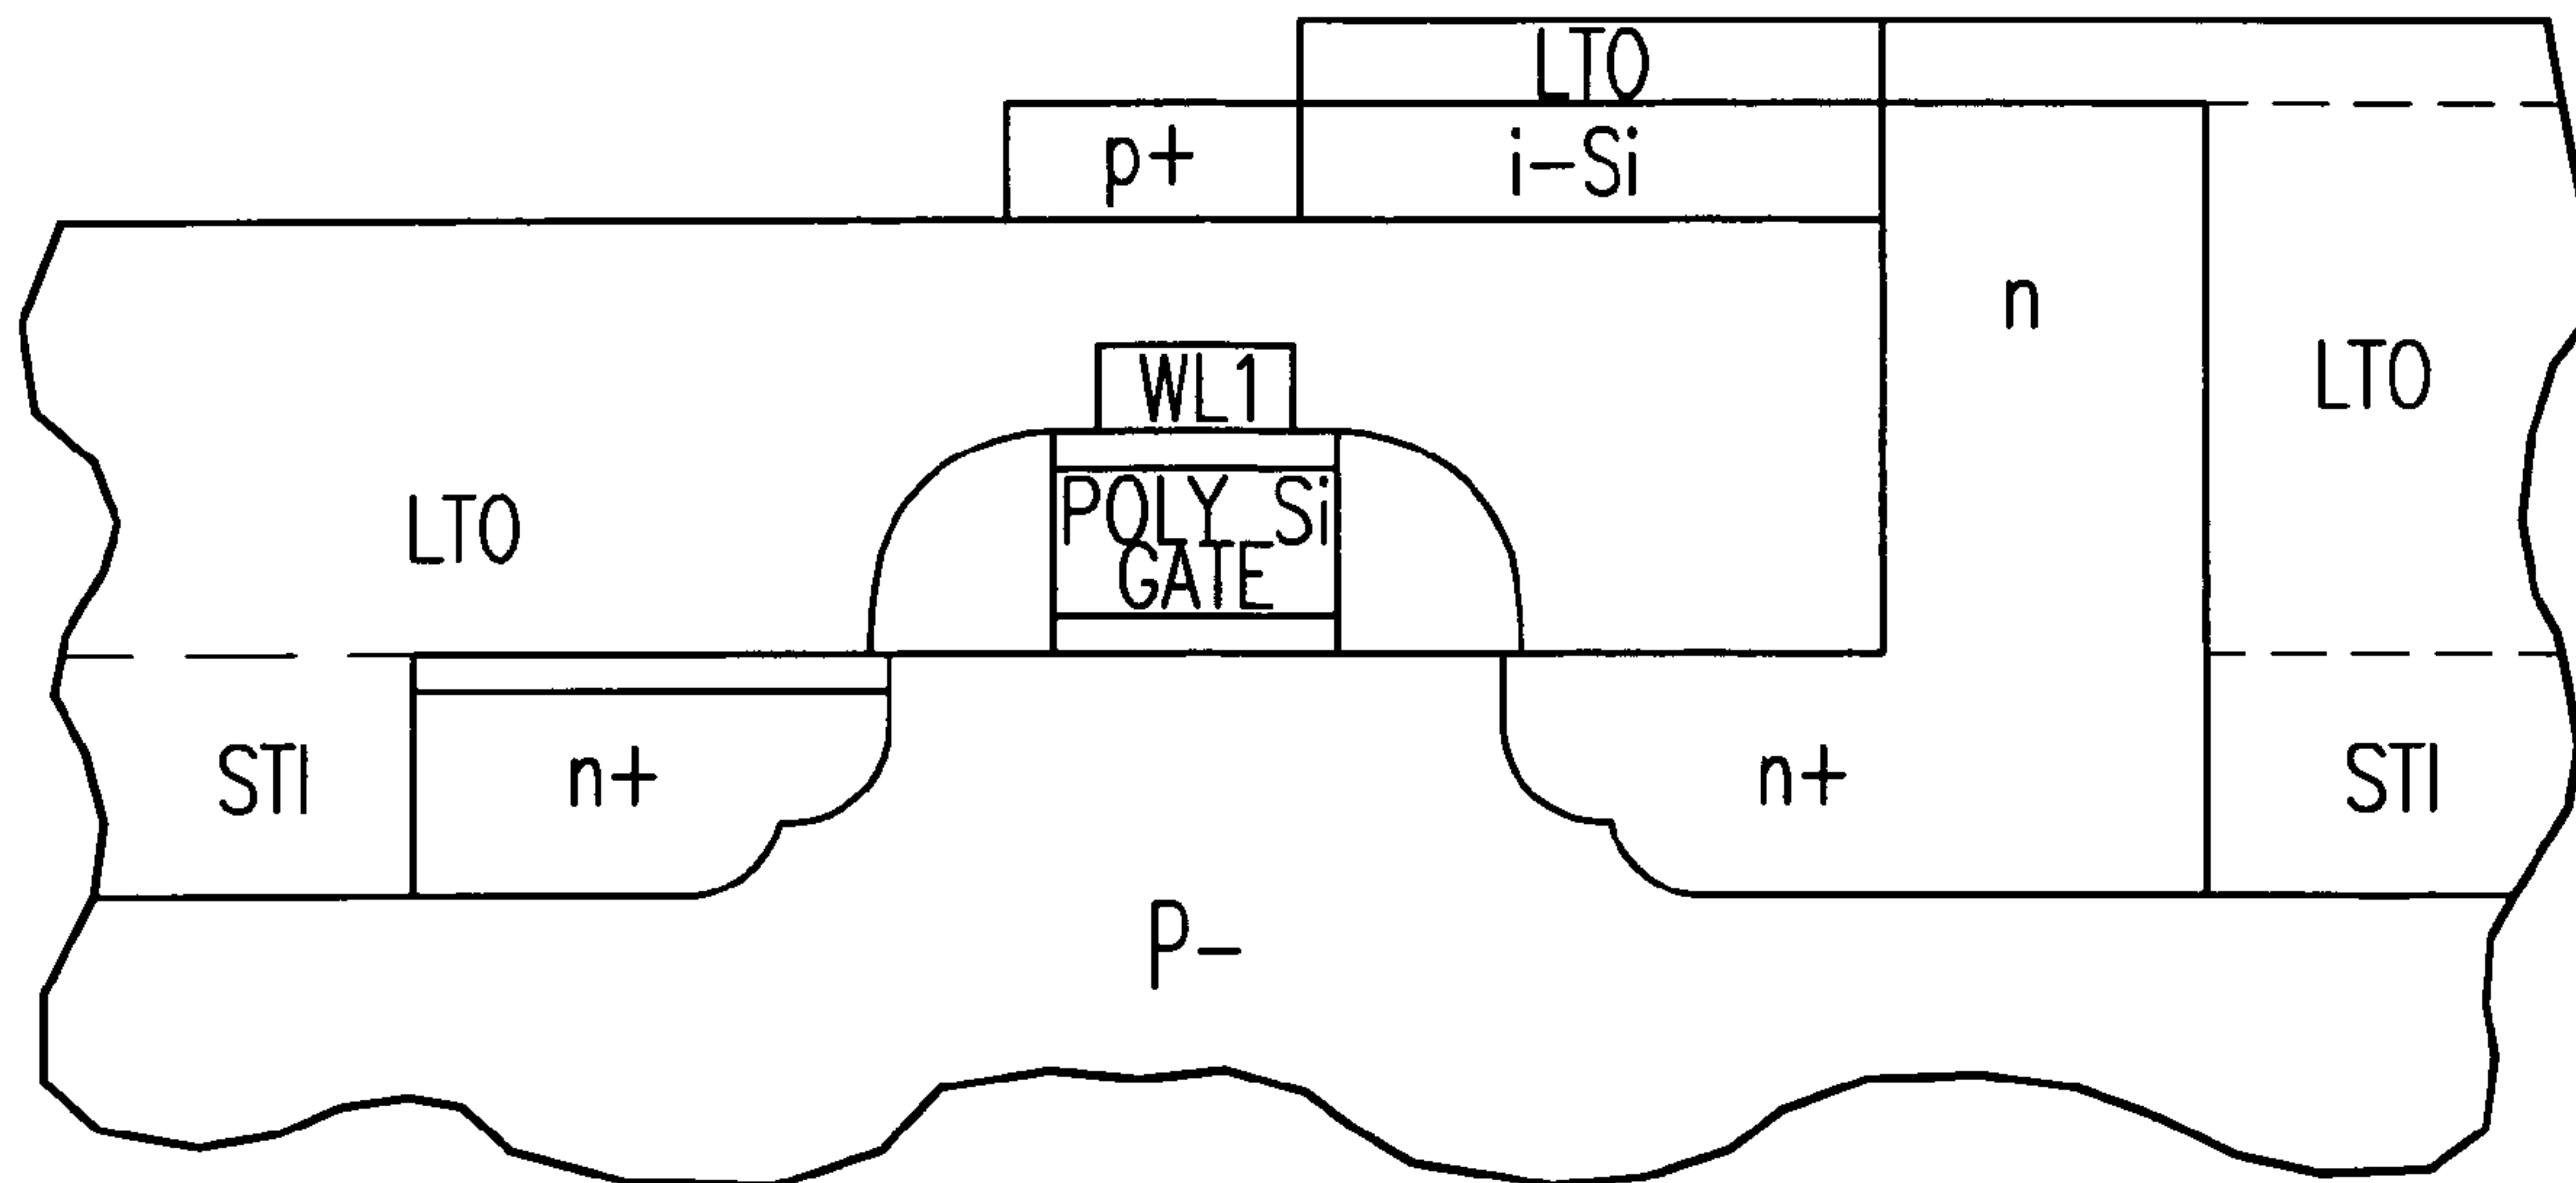 LTO
p+
i-Si
n
WL1
LTO
POLY Si
GATE
LTO
STI
n+
n+
STI
P-